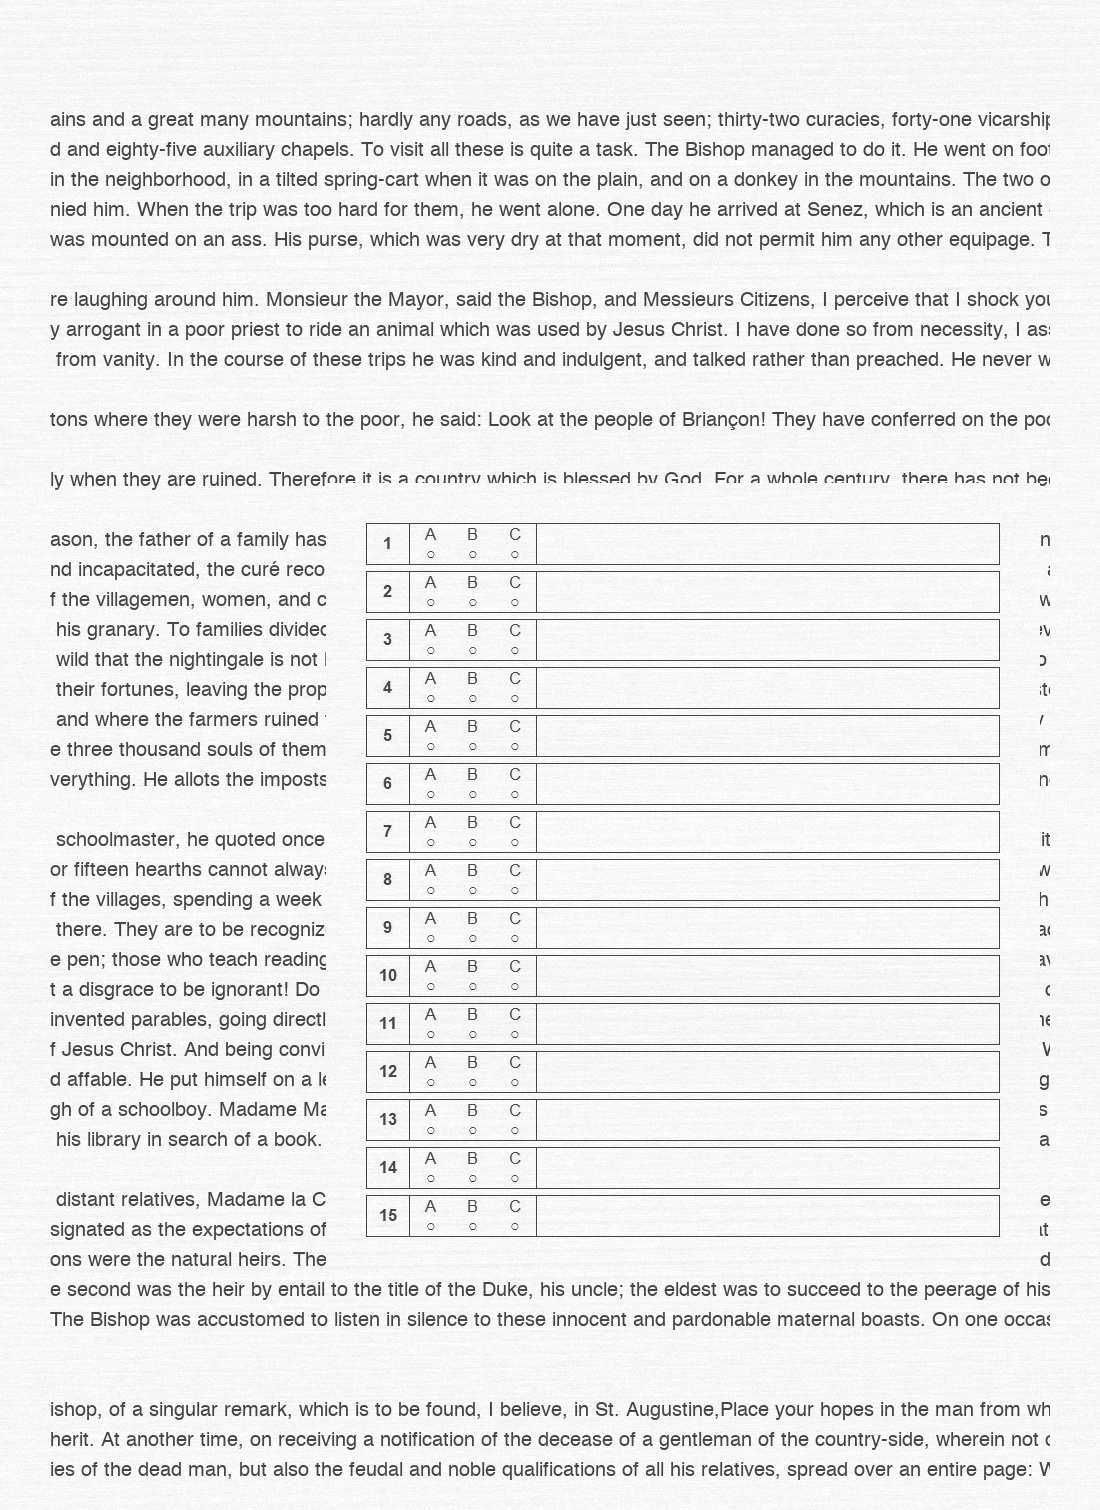 ains and a great many mountains; hardly any roads, as we have just seen; thirty-two curacies, forty-one vicarship
d and eighty-five auxiliary chapels. To visit all these is quite a task. The Bishop managed to do it. He went on foot
in the neighborhood, in a tilted spring-cart when it was on the plain, and on a donkey in the mountains. The two o
nied him. When the trip was too hard for them, he went alone. One day he arrived at Senez, which is an ancient
was mounted on an ass. His purse, which was very dry at that moment, did not permit him any other equipage. T
re laughing around him. Monsieur the Mayor, said the Bishop, and Messieurs Citizens, I perceive that I shock you
y arrogant in a poor priest to ride an animal which was used by Jesus Christ. I have done so from necessity, I as
from vanity. In the course of these trips he was kind and indulgent, and talked rather than preached. He never w
tons where they were harsh to the poor, he said: Look at the people of Briançon! They have conferred on the poo
ly when they are ruined. Therefore it is a country which is blessed by God. For a whole century, there has not bee
ason, the father of a family has
1 A B C
nd incapacitated, the curé reco
2 A B C
f the villagemen, women, and c
his granary. To families divided
3 A B C
wild that the nightingale is not
their fortunes, leaving the prop
4 A B C
and where the farmers ruined
5 A B C
e three thousand souls of them
verything. He allots the imposts
6 A B C
schoolmaster, he quoted once
7 A B C
or fifteen hearths cannot always
8 A B C
f the villages, spending a week
there. They are to be recogniz
9 A B C
e pen; those who teach reading
10 A B C
t a disgrace to be ignorant! Do
invented parables, going directl
11 A B C
f Jesus Christ. And being convi
12 A B C
d affable. He put himself on a le
gh of a schoolboy. Madame Ma
13 A B C
his library in search of a book.
14 A B C
distant relatives, Madame la C
15 A B C
signated as the expectations of
ons were the natural heirs. The
e second was the heir by entail to the title of the Duke, his uncle; the eldest was to succeed to the peerage of his
The Bishop was accustomed to listen in silence to these innocent and pardonable maternal boasts. On one occas
ishop, of a singular remark, which is to be found, I believe, in St. Augustine,Place your hopes in the man from wh
herit. At another time, on receiving a notification of the decease of a gentleman of the country-side, wherein not o
ies of the dead man, but also the feudal and noble qualifications of all his relatives, spread over an entire page: W